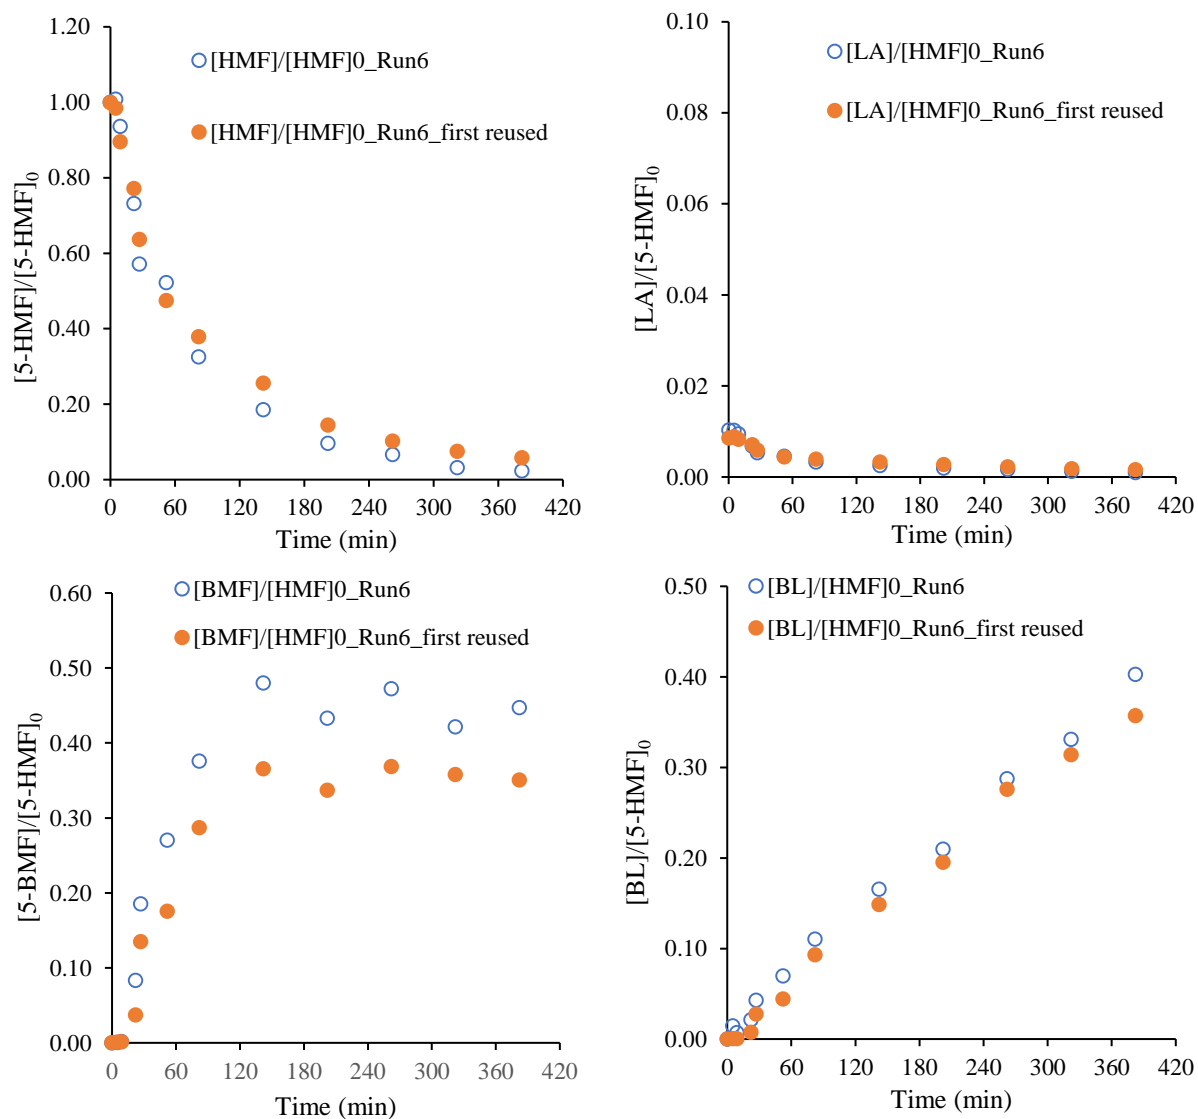 1.20
1.00
0.80
0.60
0.40
0.20
0.00
[5-HMF]/[5-HMF]0
[HMF]/[HMF]0_Run6
[HMF]/[HMF]0_Run6_first reused
0 60 120 180 240 300 360 420
Time (min)
0.10
0.08
0.06
0.04
0.02
0.00
[LA]/[5-HMF]0
[LA]/[HMF]0_Run6
[LA]/[HMF]0_Run6_first reused
0 60 120 180 240 300 360 420
Time (min)
0.60
0.50
0.40
0.30
0.20
0.10
0.00
[5-BMF]/[5-HMF]0
[BMF]/[HMF]0_Run6
[BMF]/[HMF]0_Run6_first reused
0 60 120 180 240 300 360 420
Time (min)
0.50
0.40
0.30
0.20
0.10
0.00
[BL]/[5-HMF]0
[BL]/[HMF]0_Run6
[BL]/[HMF]0_Run6_first reused
0 60 120 180 240 300 360 420
Time (min)